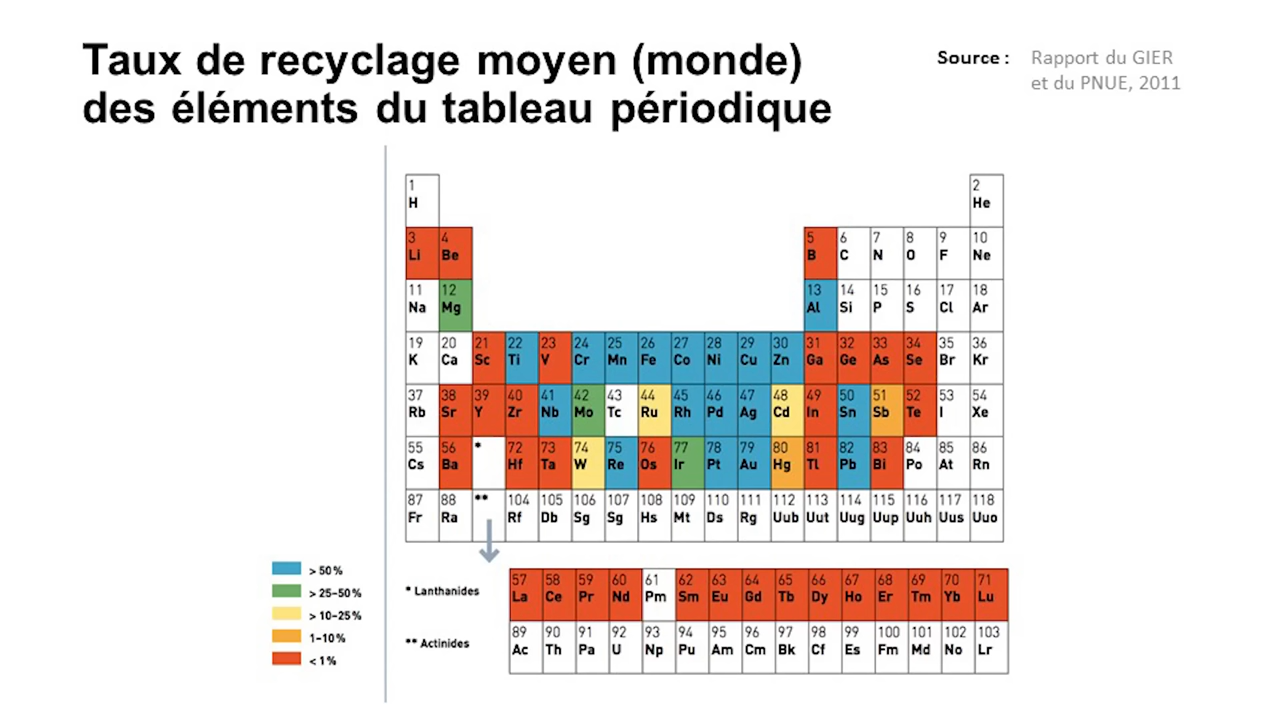 Taux de recyclage moyen (monde)
des éléments du tableau périodique
Source : Rapport du GIER
et du PNUE, 2011
1 2
H He
3 4 5 6 7 8 9 10
Li Be B C N O F Ne
11 12 13 14 15 16 17 18
Na Mg Al Si P S Cl Ar
19 20 21 22 23 24 25 26 27 28 29 30 31 32 33 34 35 36
K Ca Sc Ti V Cr Mn Fe Co Ni Cu Zn Ga Ge As Se Br Kr
37 38 39 40 41 42 43 44 45 46 47 48 49 50 51 52 53 54
Rb Sr Y Zr Nb Mo Tc Ru Rh Pd Ag Cd In Sn Sb Te I Xe
55 56 * 72 73 74 75 76 77 78 79 80 81 82 83 84 85 86
Cs Ba Hf Ta W Re Os Ir Pt Au Hg Tl Pb Bi Po At Rn
87 88 ** 104 105 106 107 108 109 110 111 112 113 114 115 116 117 118
Fr Ra Rf Db Sg Sg Hs Mt Ds Rg Uub Uut Uug Uup Uuh Uus Uuo
> 50%
> 25–50%
> 10–25%
1–10%
< 1%
* Lanthanides
57 58 59 60 61 62 63 64 65 66 67 68 69 70 71
La Ce Pr Nd Pm Sm Eu Gd Tb Dy Ho Er Tm Yb Lu
** Actinides
89 90 91 92 93 94 95 96 97 98 99 100 101 102 103
Ac Th Pa U Np Pu Am Cm Bk Cf Es Fm Md No Lr